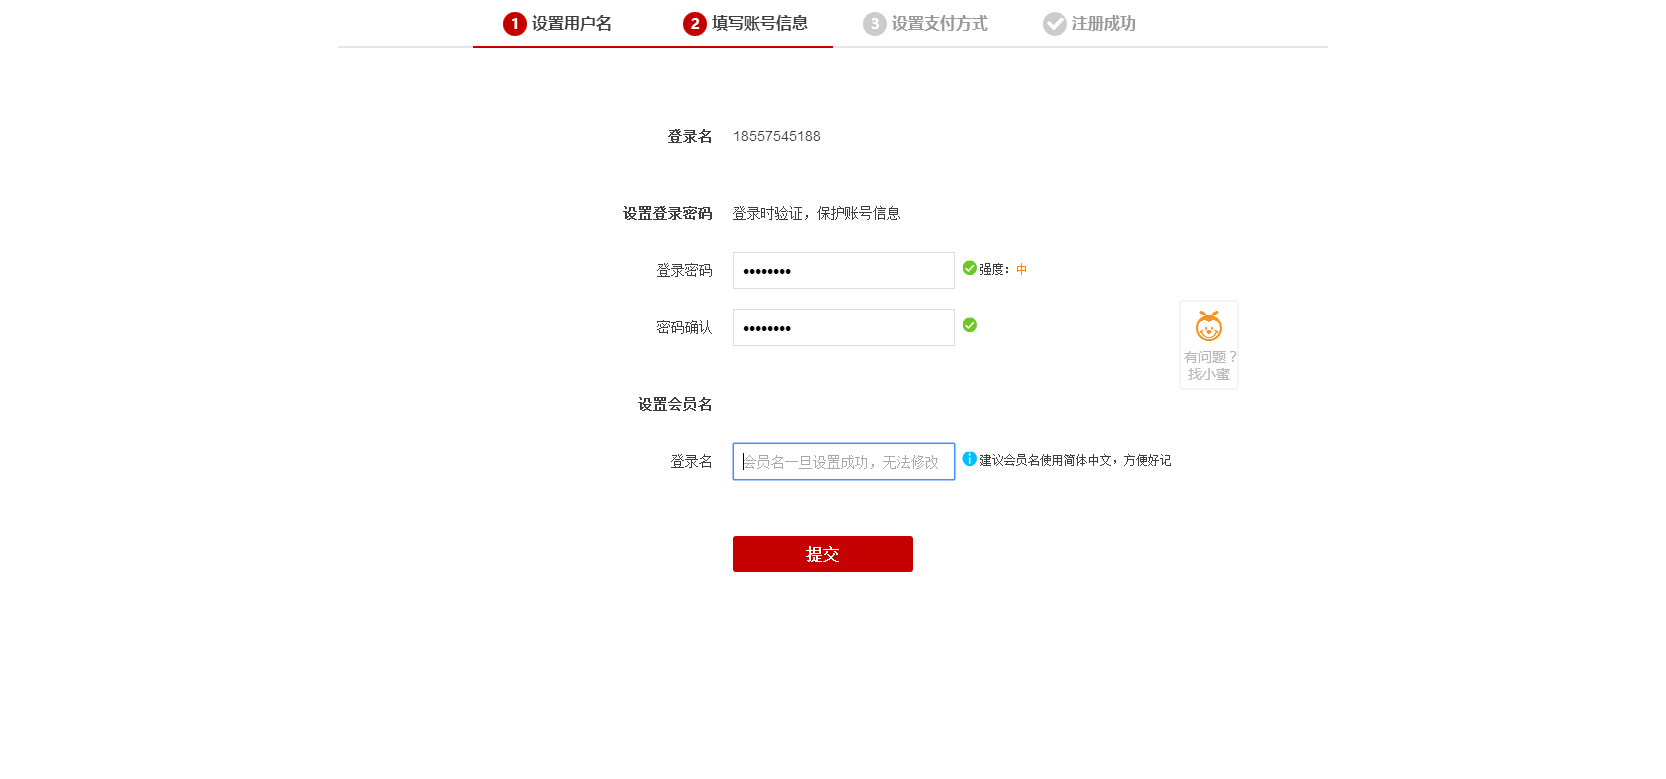 1 设置用户名 2 填写账号信息 3 设置支付方式 注册成功
登录名 18557545188
设置登录密码 登录时验证，保护账号信息
登录密码 •••••••• 强度：中
密码确认 ••••••••
有问题？
找小蜜
设置会员名
登录名 会员名一旦设置成功，无法修改 建议会员名使用简体中文，方便好记
提交